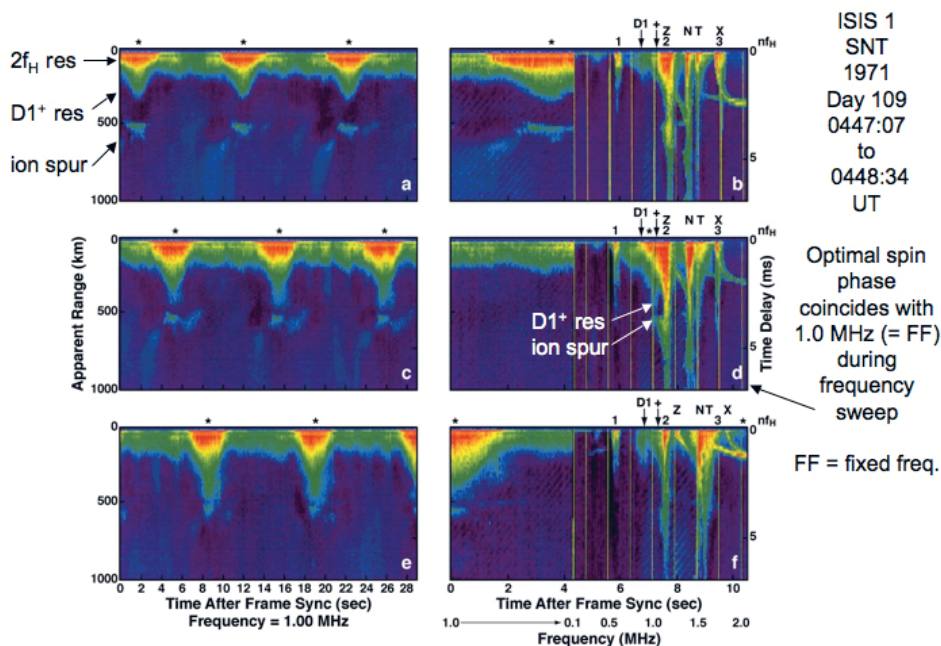 * * * * D1 + Z NT X
1 2 3 nfH
2fH res
D1+ res
ion spur
0
500
1000
a
b
0
5
ISIS 1
SNT
1971
Day 109
0447:07
to
0448:34
UT
* * * D1 * + Z NT X
1 2 3 nfH
Apparent Range (km)
0
500
1000
c
D1+ res
ion spur
d
0
5
Time Delay (ms)
Optimal spin
phase
coincides with
1.0 MHz (= FF)
during
frequency
sweep
FF = fixed freq.
* * * D1 + Z NT X *
1 2 3 nfH
0
500
1000
e
f
0
5
0 2 4 6 8 10 12 14 16 18 20 22 24 26 28
Time After Frame Sync (sec)
Frequency = 1.00 MHz
0 2 4 6 8 10
Time After Frame Sync (sec)
1.0 0.1 0.5 1.0 1.5 2.0
Frequency (MHz)